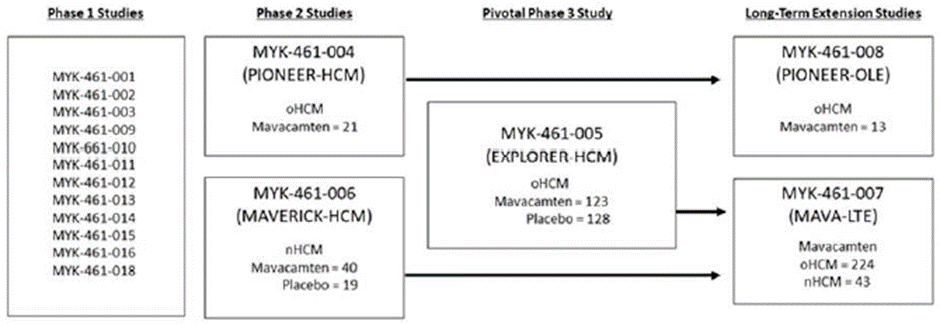 Phase 1 Studies
MYK-461-001
MYK-461-002
MYK-461-003
MYK-461-009
MYK-661-010
MYK-461-011
MYK-461-012
MYK-461-013
MYK-461-014
MYK-461-015
MYK-461-016
MYK-461-018
Phase 2 Studies
MYK-461-004
(PIONEER-HCM)
oHCM
Mavacamten = 21
MYK-461-006
(MAVERICK-HCM)
nHCM
Mavacamten = 40
Placebo = 19
Pivotal Phase 3 Study
MYK-461-005
(EXPLORER-HCM)
oHCM
Mavacamten = 123
Placebo = 128
Long-Term Extension Studies
MYK-461-008
(PIONEER-OLE)
oHCM
Mavacamten = 13
MYK-461-007
(MAVA-LTE)
Mavacamten
oHCM = 224
nHCM = 43